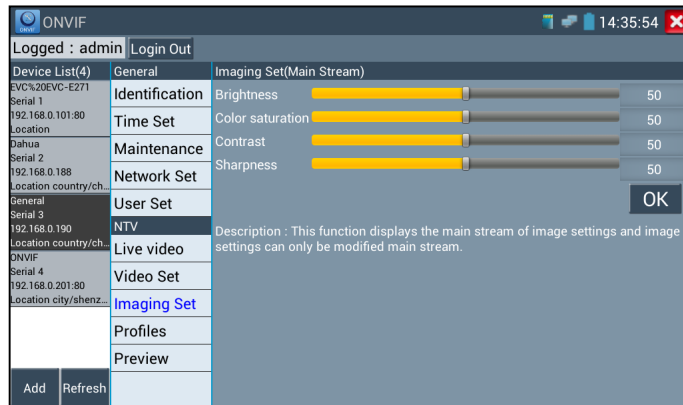 ONVIF
ONVIF
14:35:54
Logged : admin
Login Out
Device List(4)
EVC%20EVC-E271
Serial 1
192.168.0.101:80
Location
Dahua
Serial 2
192.168.0.188
Location country/ch...
General
Serial 3
192.168.0.190
Location country/ch...
ONVIF
Serial 4
192.168.0.201:80
Location city/shenz...
Add
Refresh
General
Identification
Time Set
Maintenance
Network Set
User Set
NTV
Live video
Video Set
Imaging Set
Profiles
Preview
Imaging Set(Main Stream)
Brightness 50
Color saturation 50
Contrast 50
Sharpness 50
OK
Description : This function displays the main stream of image settings and image
settings can only be modified main stream.